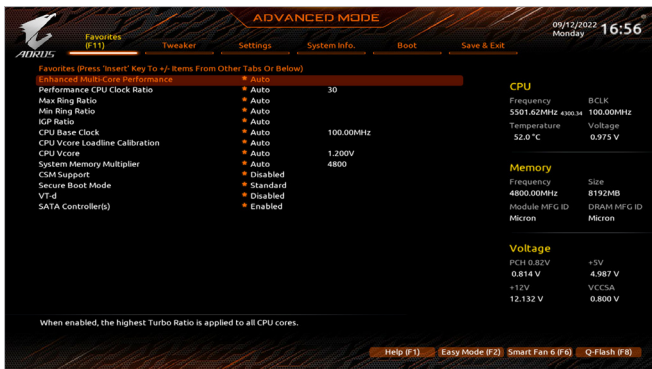 ADVANCED MODE
09/12/2022 Monday 16:56
AORUS
Favorites (F11) Tweaker Settings System Info. Boot Save & Exit
Favorites (Press 'Insert' Key To +/- Items From Other Tabs Or Below)
Enhanced Multi-Core Performance * Auto
Performance CPU Clock Ratio * Auto 30
Max Ring Ratio * Auto
Min Ring Ratio * Auto
IGP Ratio * Auto
CPU Base Clock * Auto 100.00MHz
CPU Vcore Loadline Calibration * Auto
CPU Vcore * Auto 1.200V
System Memory Multiplier * Auto 4800
CSM Support * Disabled
Secure Boot Mode * Standard
VT-d * Disabled
SATA Controller(s) * Enabled
CPU
Frequency BCLK
5501.62MHz 4300.34 100.00MHz
Temperature Voltage
52.0 °C 0.975 V
Memory
Frequency Size
4800.00MHz 8192MB
Module MFG ID DRAM MFG ID
Micron Micron
Voltage
PCH 0.82V +5V
0.814 V 4.987 V
+12V VCCSA
12.132 V 0.800 V
When enabled, the highest Turbo Ratio is applied to all CPU cores.
Help (F1) Easy Mode (F2) Smart Fan 6 (F6) Q-Flash (F8)